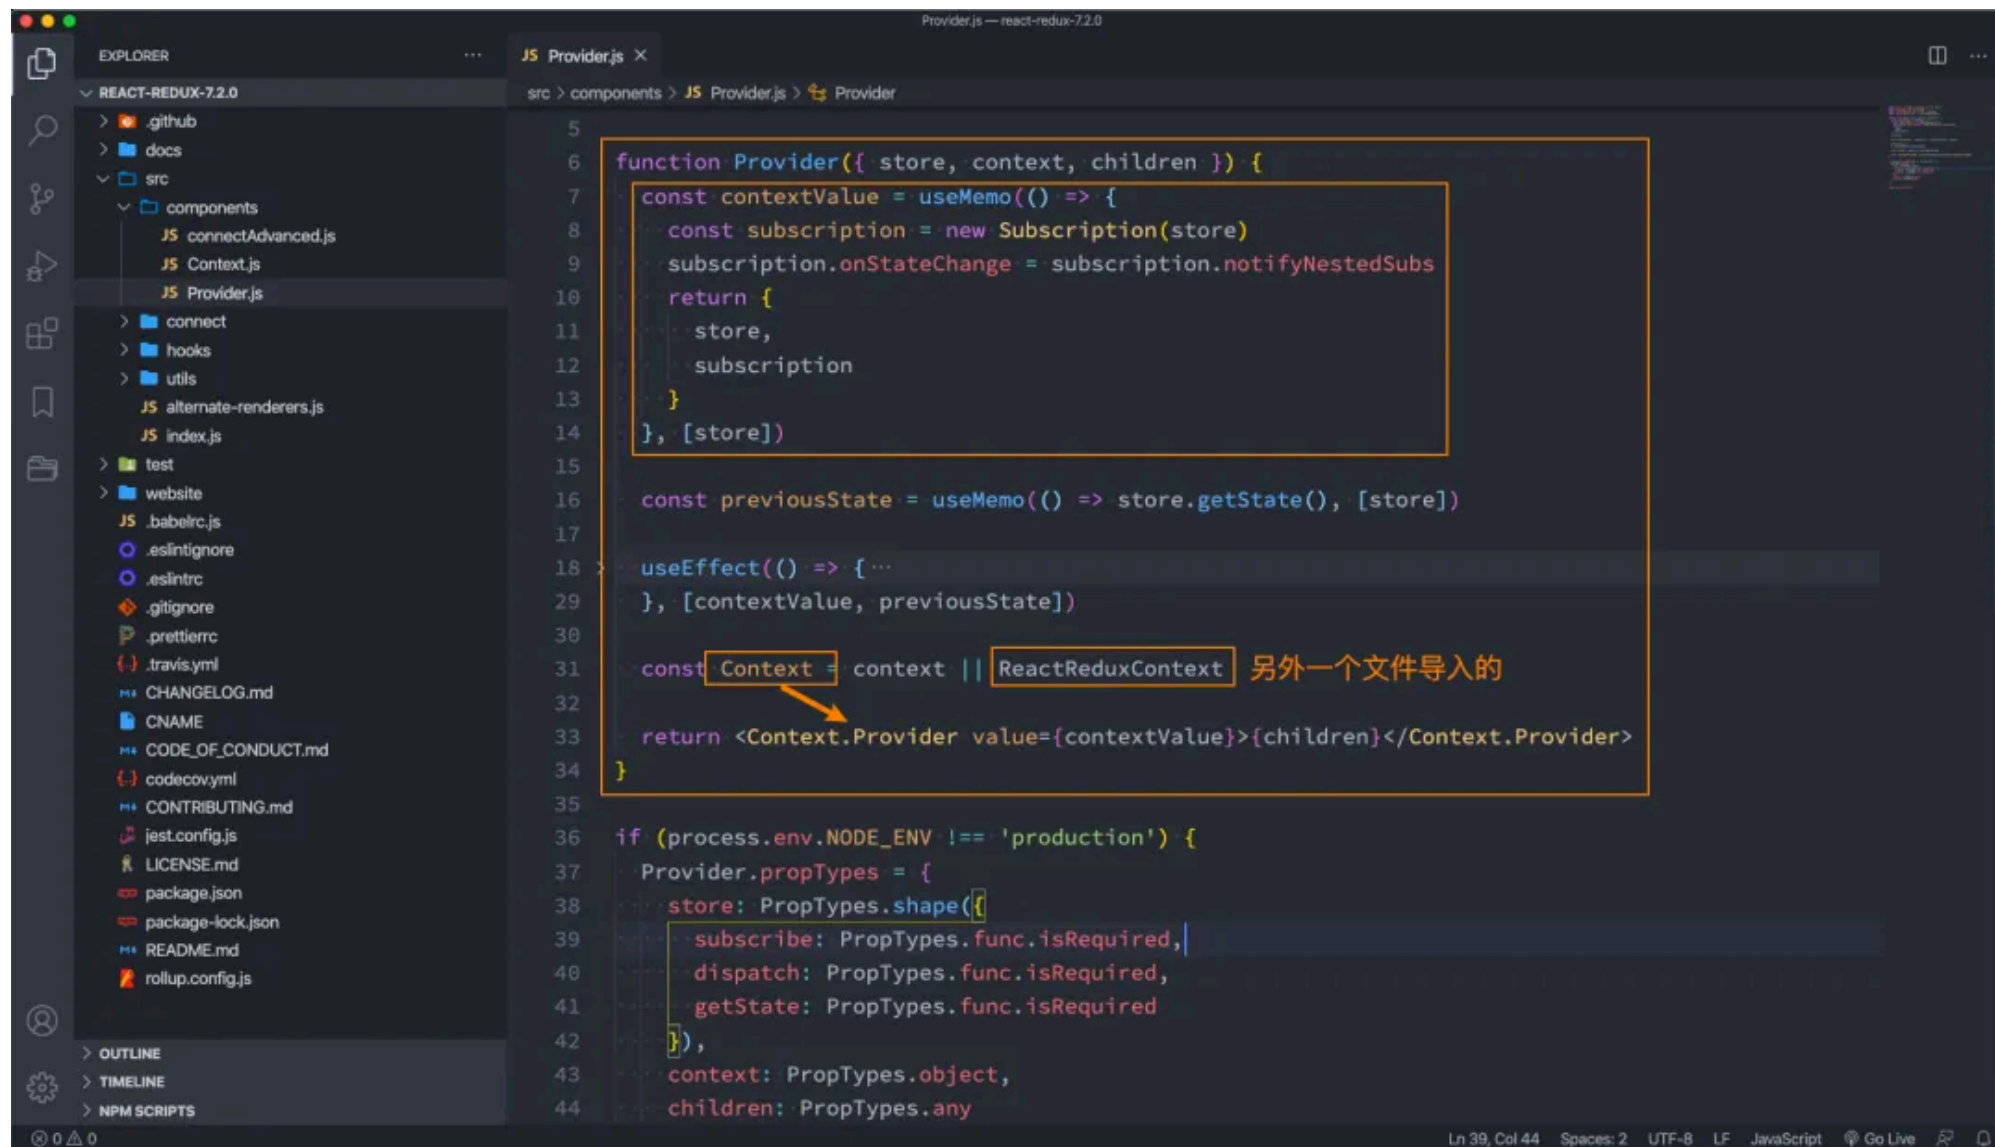 Provider.js — react-redux-7.2.0
EXPLORER
JS Provider.js
REACT-REDUX-7.2.0
src > components > JS Provider.js > Provider
.github
docs
src
components
JS connectAdvanced.js
JS Context.js
JS Provider.js
connect
hooks
utils
JS alternate-renderers.js
JS index.js
test
website
JS .babelrc.js
.eslintignore
.eslintrc
.gitignore
.prettierrc
.travis.yml
CHANGELOG.md
CNAME
CODE_OF_CONDUCT.md
codecov.yml
CONTRIBUTING.md
jest.config.js
LICENSE.md
package.json
package-lock.json
README.md
rollup.config.js
OUTLINE
TIMELINE
NPM SCRIPTS
5
6 function Provider({ store, context, children }) {
7 const contextValue = useMemo(() => {
8 const subscription = new Subscription(store)
9 subscription.onStateChange = subscription.notifyNestedSubs
10 return {
11 store,
12 subscription
13 }
14 }, [store])
15
16 const previousState = useMemo(() => store.getState(), [store])
17
18 useEffect(() => {…
29 }, [contextValue, previousState])
30
31 const Context = context || ReactReduxContext 另外一个文件导入的
32
33 return <Context.Provider value={contextValue}>{children}</Context.Provider>
34 }
35
36 if (process.env.NODE_ENV !== 'production') {
37 Provider.propTypes = {
38 store: PropTypes.shape({
39 subscribe: PropTypes.func.isRequired,
40 dispatch: PropTypes.func.isRequired,
41 getState: PropTypes.func.isRequired
42 }),
43 context: PropTypes.object,
44 children: PropTypes.any
0 0
Ln 39, Col 44 Spaces: 2 UTF-8 LF JavaScript Go Live